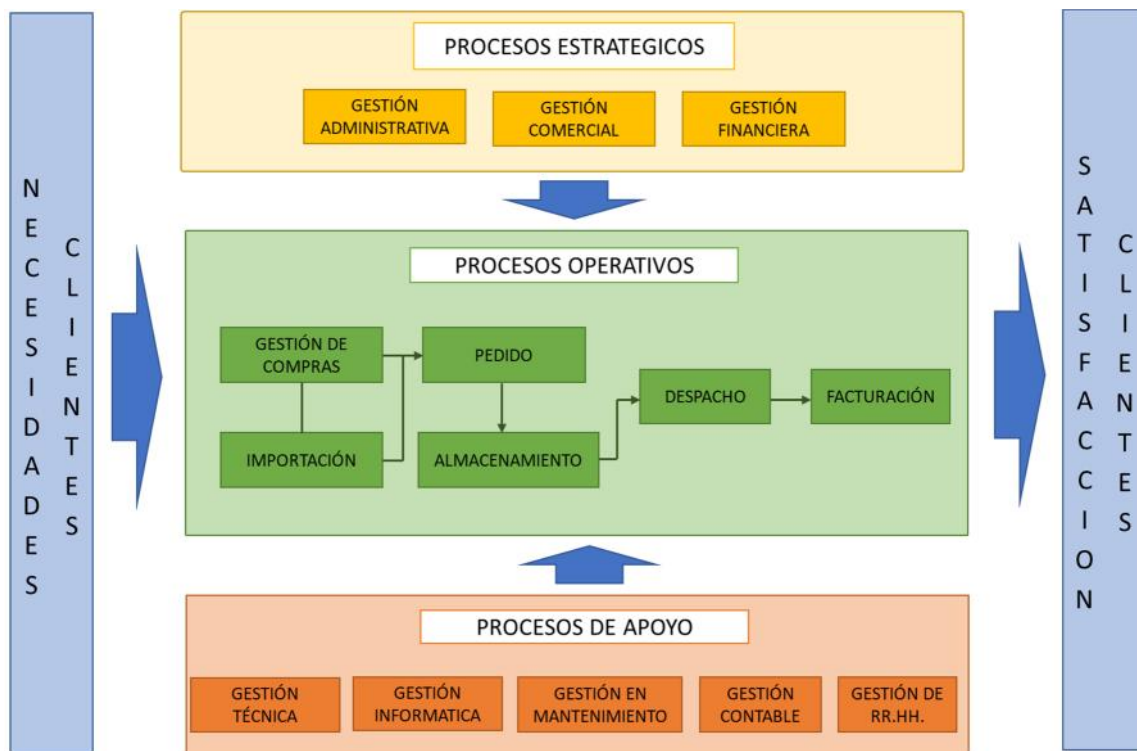 NECESIDADES
CLIENTES
PROCESOS ESTRATEGICOS
GESTIÓN
ADMINISTRATIVA
GESTIÓN
COMERCIAL
GESTIÓN
FINANCIERA
PROCESOS OPERATIVOS
GESTIÓN DE
COMPRAS
PEDIDO
IMPORTACIÓN
ALMACENAMIENTO
DESPACHO
FACTURACIÓN
PROCESOS DE APOYO
GESTIÓN
TÉCNICA
GESTIÓN
INFORMATICA
GESTIÓN EN
MANTENIMIENTO
GESTIÓN
CONTABLE
GESTIÓN DE
RR.HH.
SATISFACCION
CLIENTES